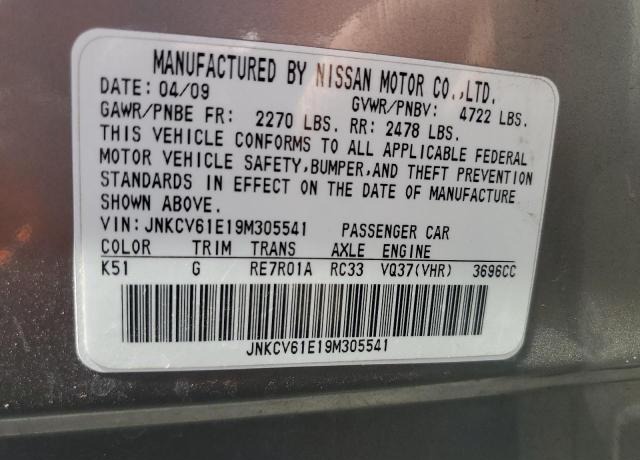 MANUFACTURED BY NISSAN MOTOR CO.,LTD.
DATE: 04/09 GVWR/PNBV: 4722 LBS.
GAWR/PNBE FR: 2270 LBS. RR: 2478 LBS.
THIS VEHICLE CONFORMS TO ALL APPLICABLE FEDERAL
MOTOR VEHICLE SAFETY,BUMPER,AND THEFT PREVENTION
STANDARDS IN EFFECT ON THE DATE OF MANUFACTURE
SHOWN ABOVE.
VIN:JNKCV61E19M305541 PASSENGER CAR
COLOR TRIM TRANS AXLE ENGINE
K51 G RE7R01A RC33 VQ37(VHR) 3696CC
JNKCV61E19M305541